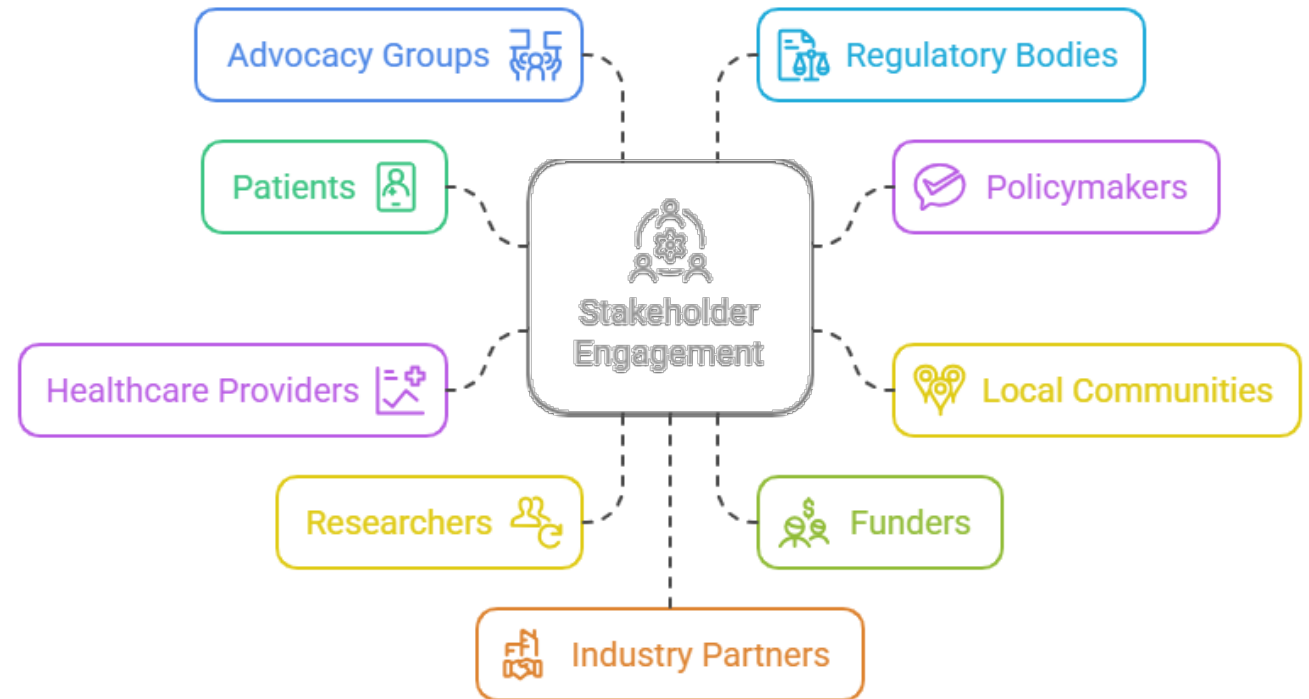 Advocacy Groups
Regulatory Bodies
Patients
Policymakers
Stakeholder
Engagement
Healthcare Providers
Local Communities
Researchers
Funders
Industry Partners